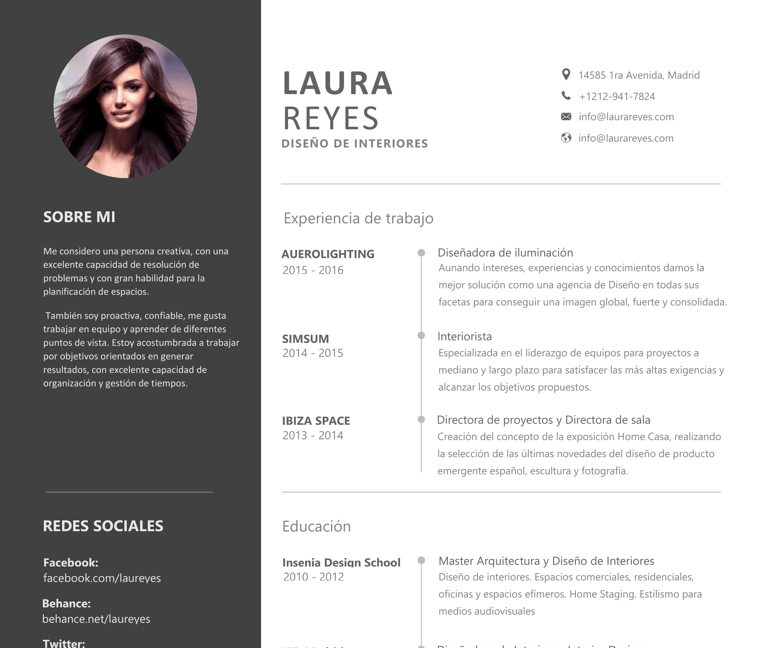 LAURA
REYES
DISEÑO DE INTERIORES
14585 1ra Avenida, Madrid
+1212-941-7824
info@laurareyes.com
info@laurareyes.com
SOBRE MI
Me considero una persona creativa, con una
excelente capacidad de resolución de
problemas y con gran habilidad para la
planificación de espacios.
También soy proactiva, confiable, me gusta
trabajar en equipo y aprender de diferentes
puntos de vista. Estoy acostumbrada a trabajar
por objetivos orientados en generar
resultados, con excelente capacidad de
organización y gestión de tiempos.
REDES SOCIALES
Facebook:
facebook.com/laureyes
Behance:
behance.net/laureyes
Twitter:
Experiencia de trabajo
AUEROLIGHTING
2015 - 2016
Diseñadora de iluminación
Aunando intereses, experiencias y conocimientos damos la
mejor solución como una agencia de Diseño en todas sus
facetas para conseguir una imagen global, fuerte y consolidada.
SIMSUM
2014 - 2015
Interiorista
Especializada en el liderazgo de equipos para proyectos a
mediano y largo plazo para satisfacer las más altas exigencias y
alcanzar los objetivos propuestos.
IBIZA SPACE
2013 - 2014
Directora de proyectos y Directora de sala
Creación del concepto de la exposición Home Casa, realizando
la selección de las últimas novedades del diseño de producto
emergente español, escultura y fotografía.
Educación
Insenia Design School
2010 - 2012
Master Arquitectura y Diseño de Interiores
Diseño de interiores. Espacios comerciales, residenciales,
oficinas y espacios efímeros. Home Staging. Estilismo para
medios audiovisuales